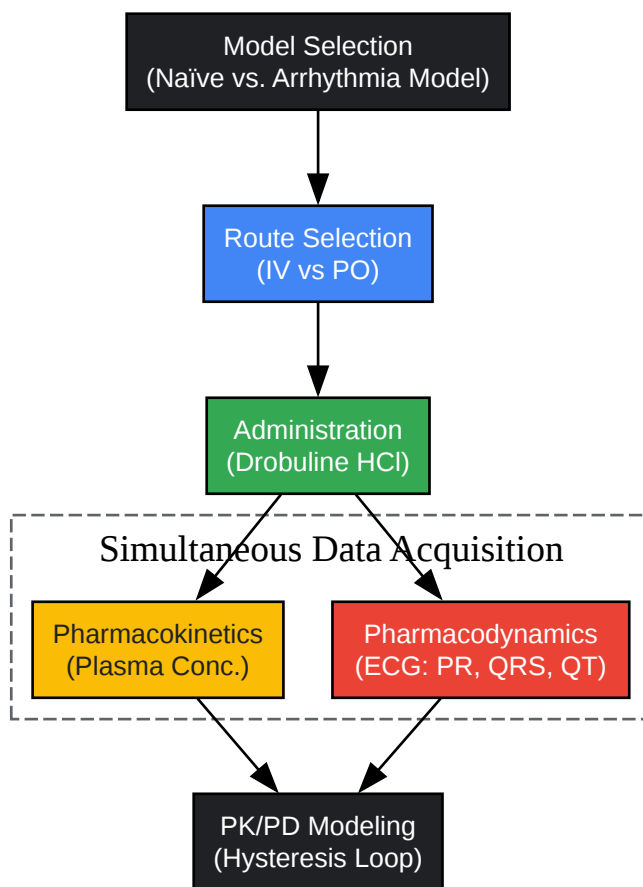 Model Selection
(Naïve vs. Arrhythmia Model)
Route Selection
(IV vs PO)
Administration
(Drobuline HCl)
Simultaneous Data Acquisition
Pharmacokinetics
(Plasma Conc.)
Pharmacodynamics
(ECG: PR, QRS, QT)
PK/PD Modeling
(Hysteresis Loop)